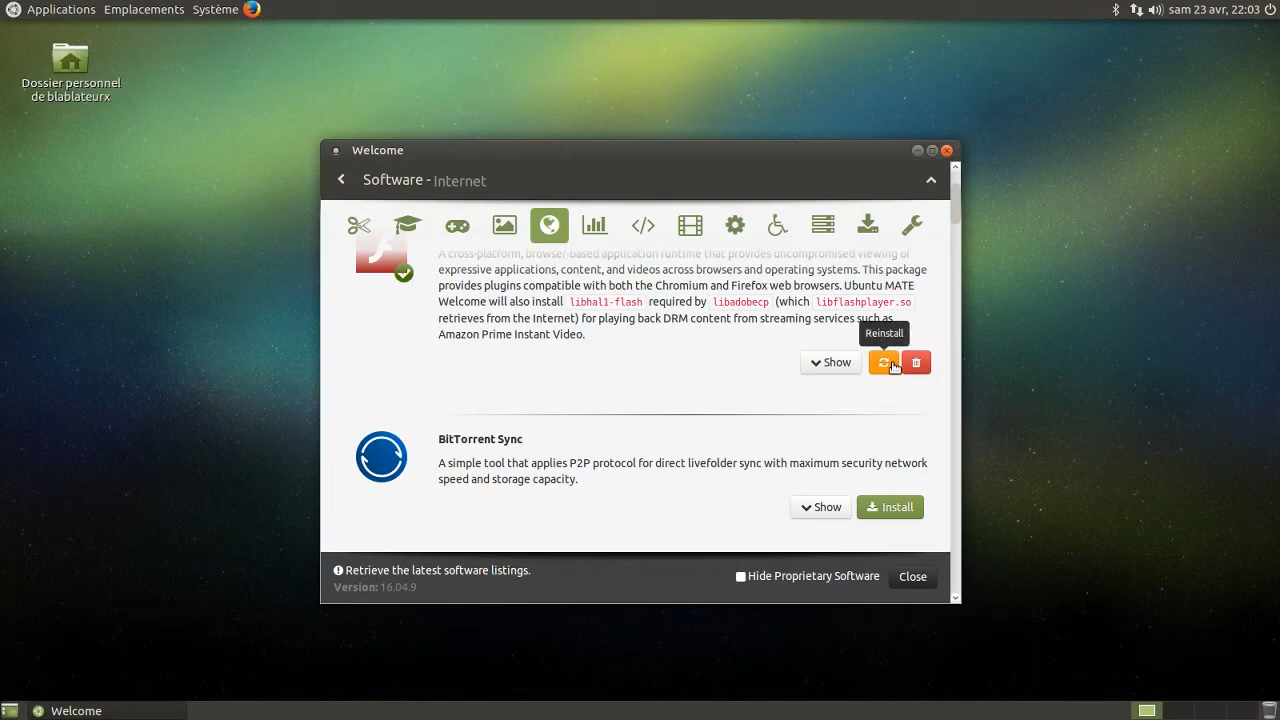 Applications Emplacements Système
sam 23 avr, 22:03
Dossier personnel
de blablateurx
Welcome
Software - Internet
A cross-platform, browser-based application runtime that provides uncompromised viewing of
expressive applications, content, and videos across browsers and operating systems. This package
provides plugins compatible with both the Chromium and Firefox web browsers. Ubuntu MATE
Welcome will also install libhal1-flash required by libadobecp (which libflashplayer.so
retrieves from the Internet) for playing back DRM content from streaming services such as
Amazon Prime Instant Video.
Reinstall
Show
BitTorrent Sync
A simple tool that applies P2P protocol for direct livefolder sync with maximum security network
speed and storage capacity.
Show Install
Retrieve the latest software listings.
Version: 16.04.9
Hide Proprietary Software Close
Welcome